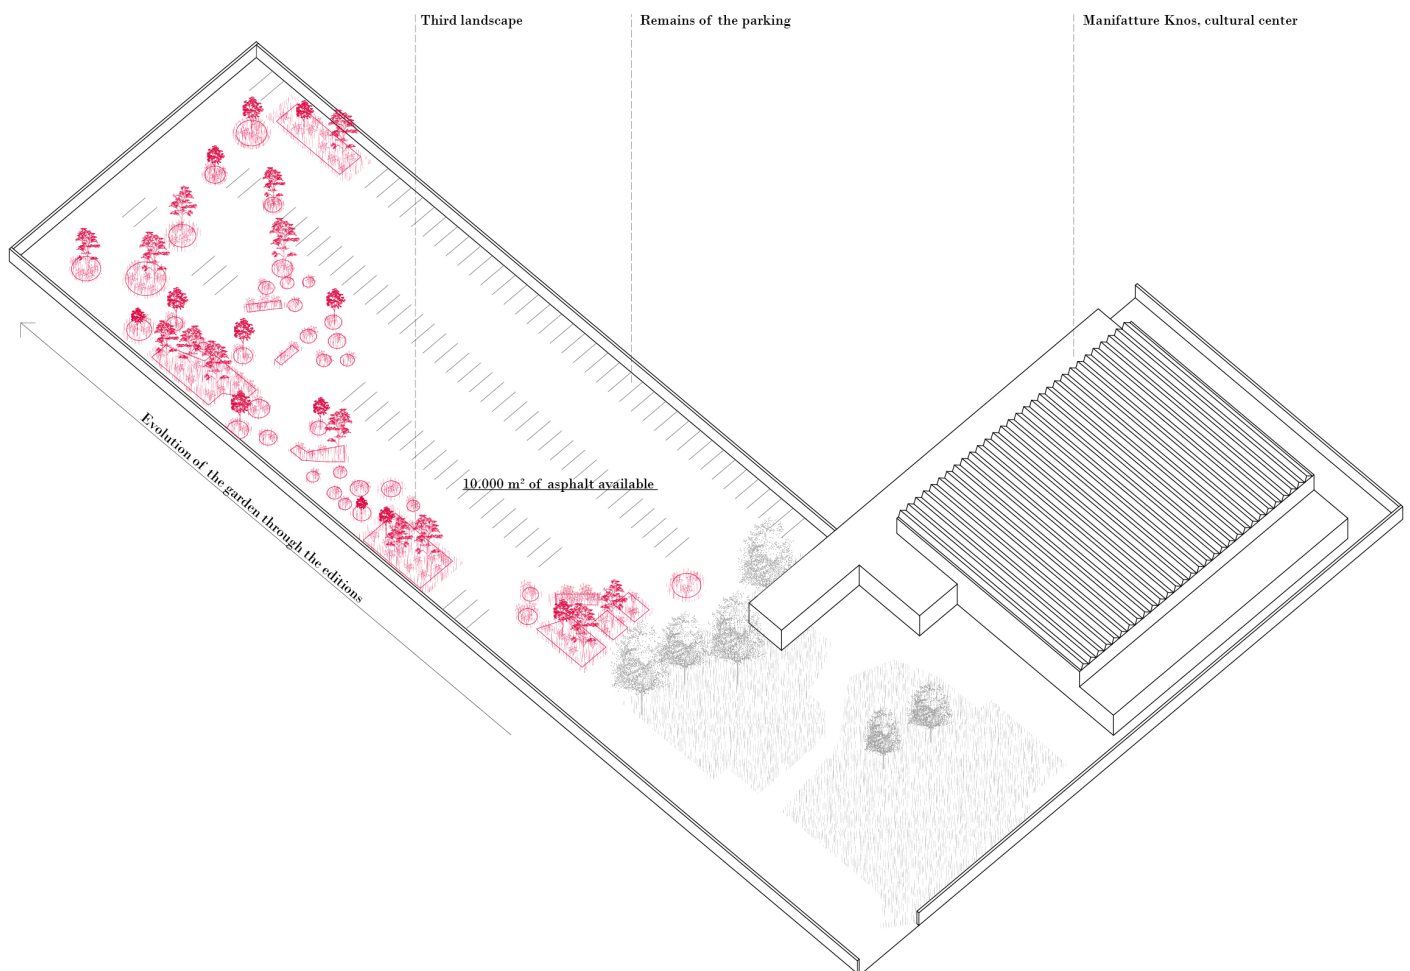 Third landscape
Remains of the parking
Manifatture Knos, cultural center
10.000 m² of asphalt available
Evolution of the garden through the editions